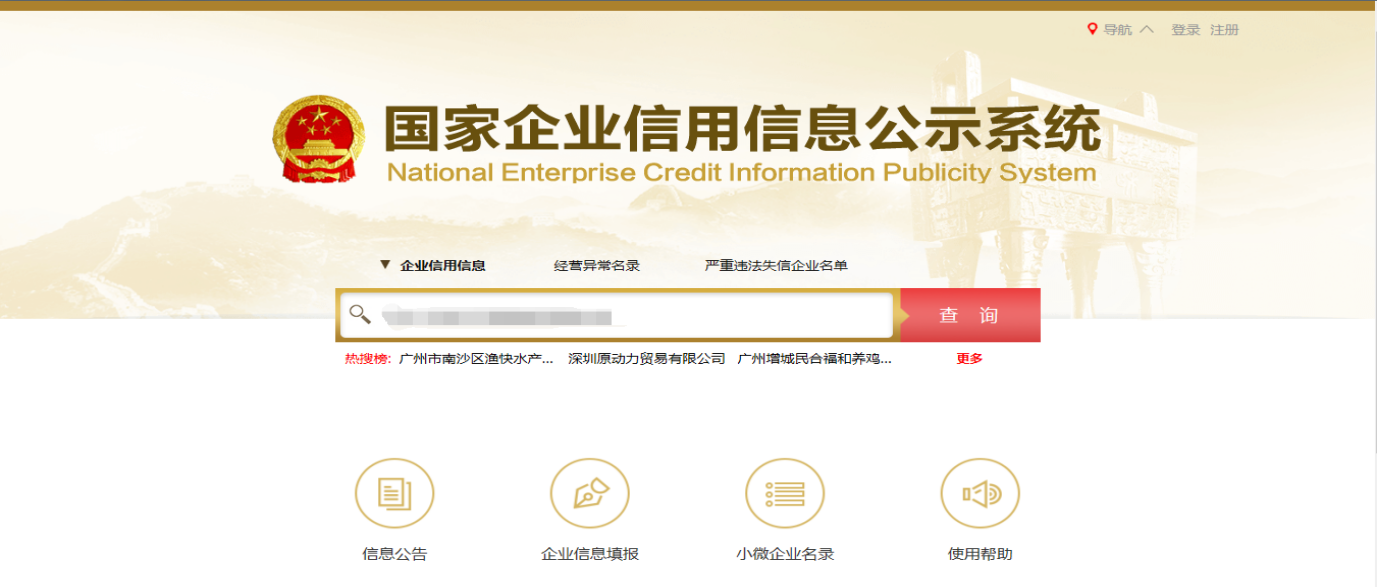 导航 登录 注册
国家企业信用信息公示系统
National Enterprise Credit Information Publicity System
企业信用信息 经营异常名录 严重违法失信企业名单
查 询
热搜榜: 广州市南沙区渔快水产... 深圳原动力贸易有限公司 广州增城民合福和养鸡... 更多
信息公告 企业信息填报 小微企业名录 使用帮助